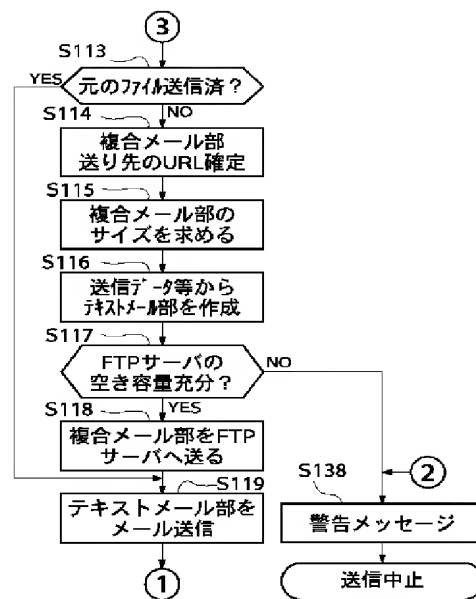 3
S113
YES
元のファイル送信済？
NO
S114
複合メール部
送り先のURL確定
S115
複合メール部の
サイズを求める
S116
送信データ等から
テキストメール部を作成
S117
FTPサーバの
空き容量充分？
NO
YES
S118
複合メール部をFTP
サーバへ送る
S119
テキストメール部を
メール送信
1
2
S138
警告メッセージ
送信中止